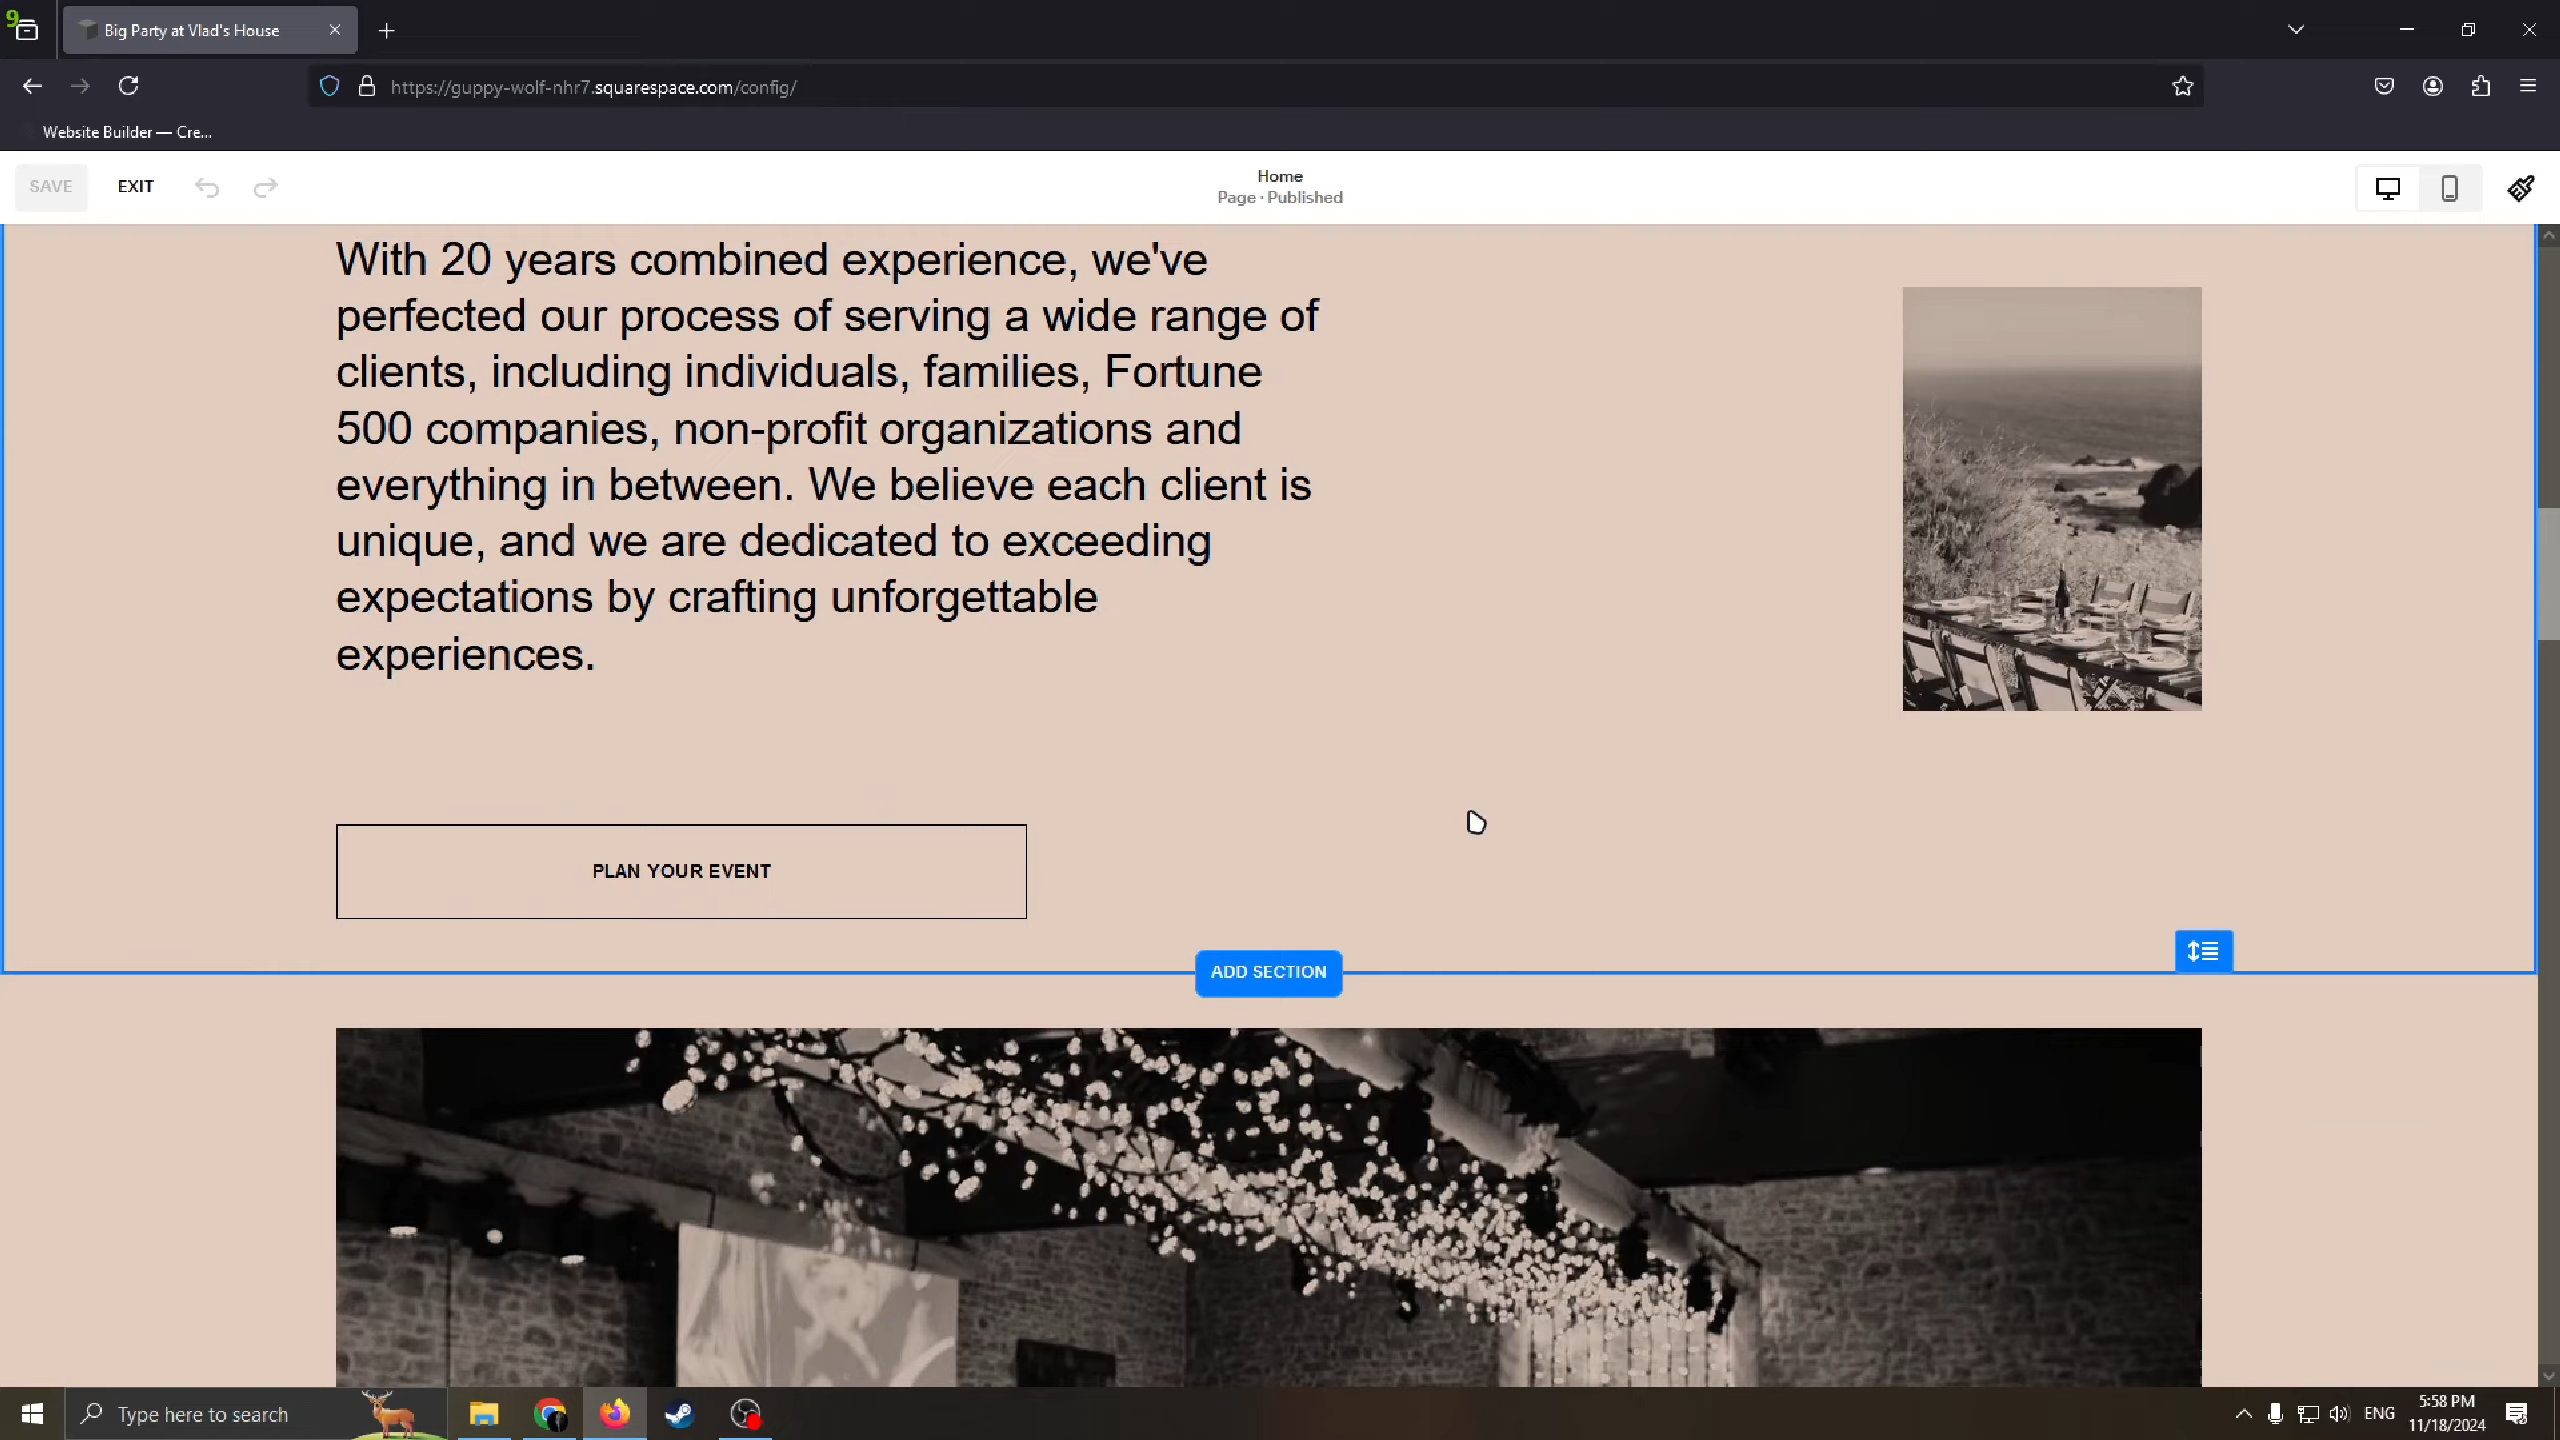 9
Big Party at Vlad's House
https://guppy-wolf-nhr7.squarespace.com/config/
Website Builder — Cre...
SAVE
EXIT
Home
Page · Published
With 20 years combined experience, we've
perfected our process of serving a wide range of
clients, including individuals, families, Fortune
500 companies, non-profit organizations and
everything in between. We believe each client is
unique, and we are dedicated to exceeding
expectations by crafting unforgettable
experiences.
PLAN YOUR EVENT
ADD SECTION
Type here to search
ENG
5:58 PM
11/18/2024